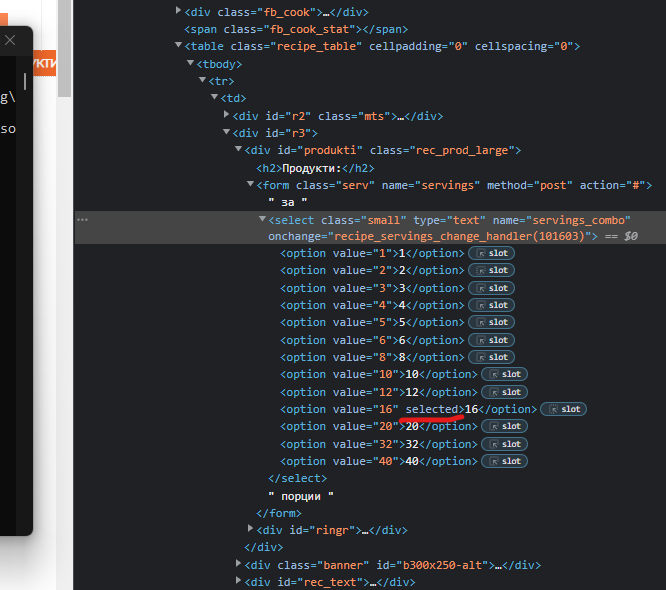 <div class="fb_cook">…</div>
<span class="fb_cook_stat"></span>
<table class="recipe_table" cellpadding="0" cellspacing="0">
<tbody>
<tr>
<td>
<div id="r2" class="mts">…</div>
<div id="r3">
<div id="produkti" class="rec_prod_large">
<h2>Продукти:</h2>
<form class="serv" name="servings" method="post" action="#">
" за "
<select class="small" type="text" name="servings_combo"
onchange="recipe_servings_change_handler(101603)"> == $0
<option value="1">1</option> slot
<option value="2">2</option> slot
<option value="3">3</option> slot
<option value="4">4</option> slot
<option value="5">5</option> slot
<option value="6">6</option> slot
<option value="8">8</option> slot
<option value="10">10</option> slot
<option value="12">12</option> slot
<option value="16" selected>16</option> slot
<option value="20">20</option> slot
<option value="32">32</option> slot
<option value="40">40</option> slot
</select>
" порции "
</form>
<div id="ringr">…</div>
</div>
<div class="banner" id="b300x250-alt">…</div>
<div id="rec_text">…</div>
УКТИ
g\
so